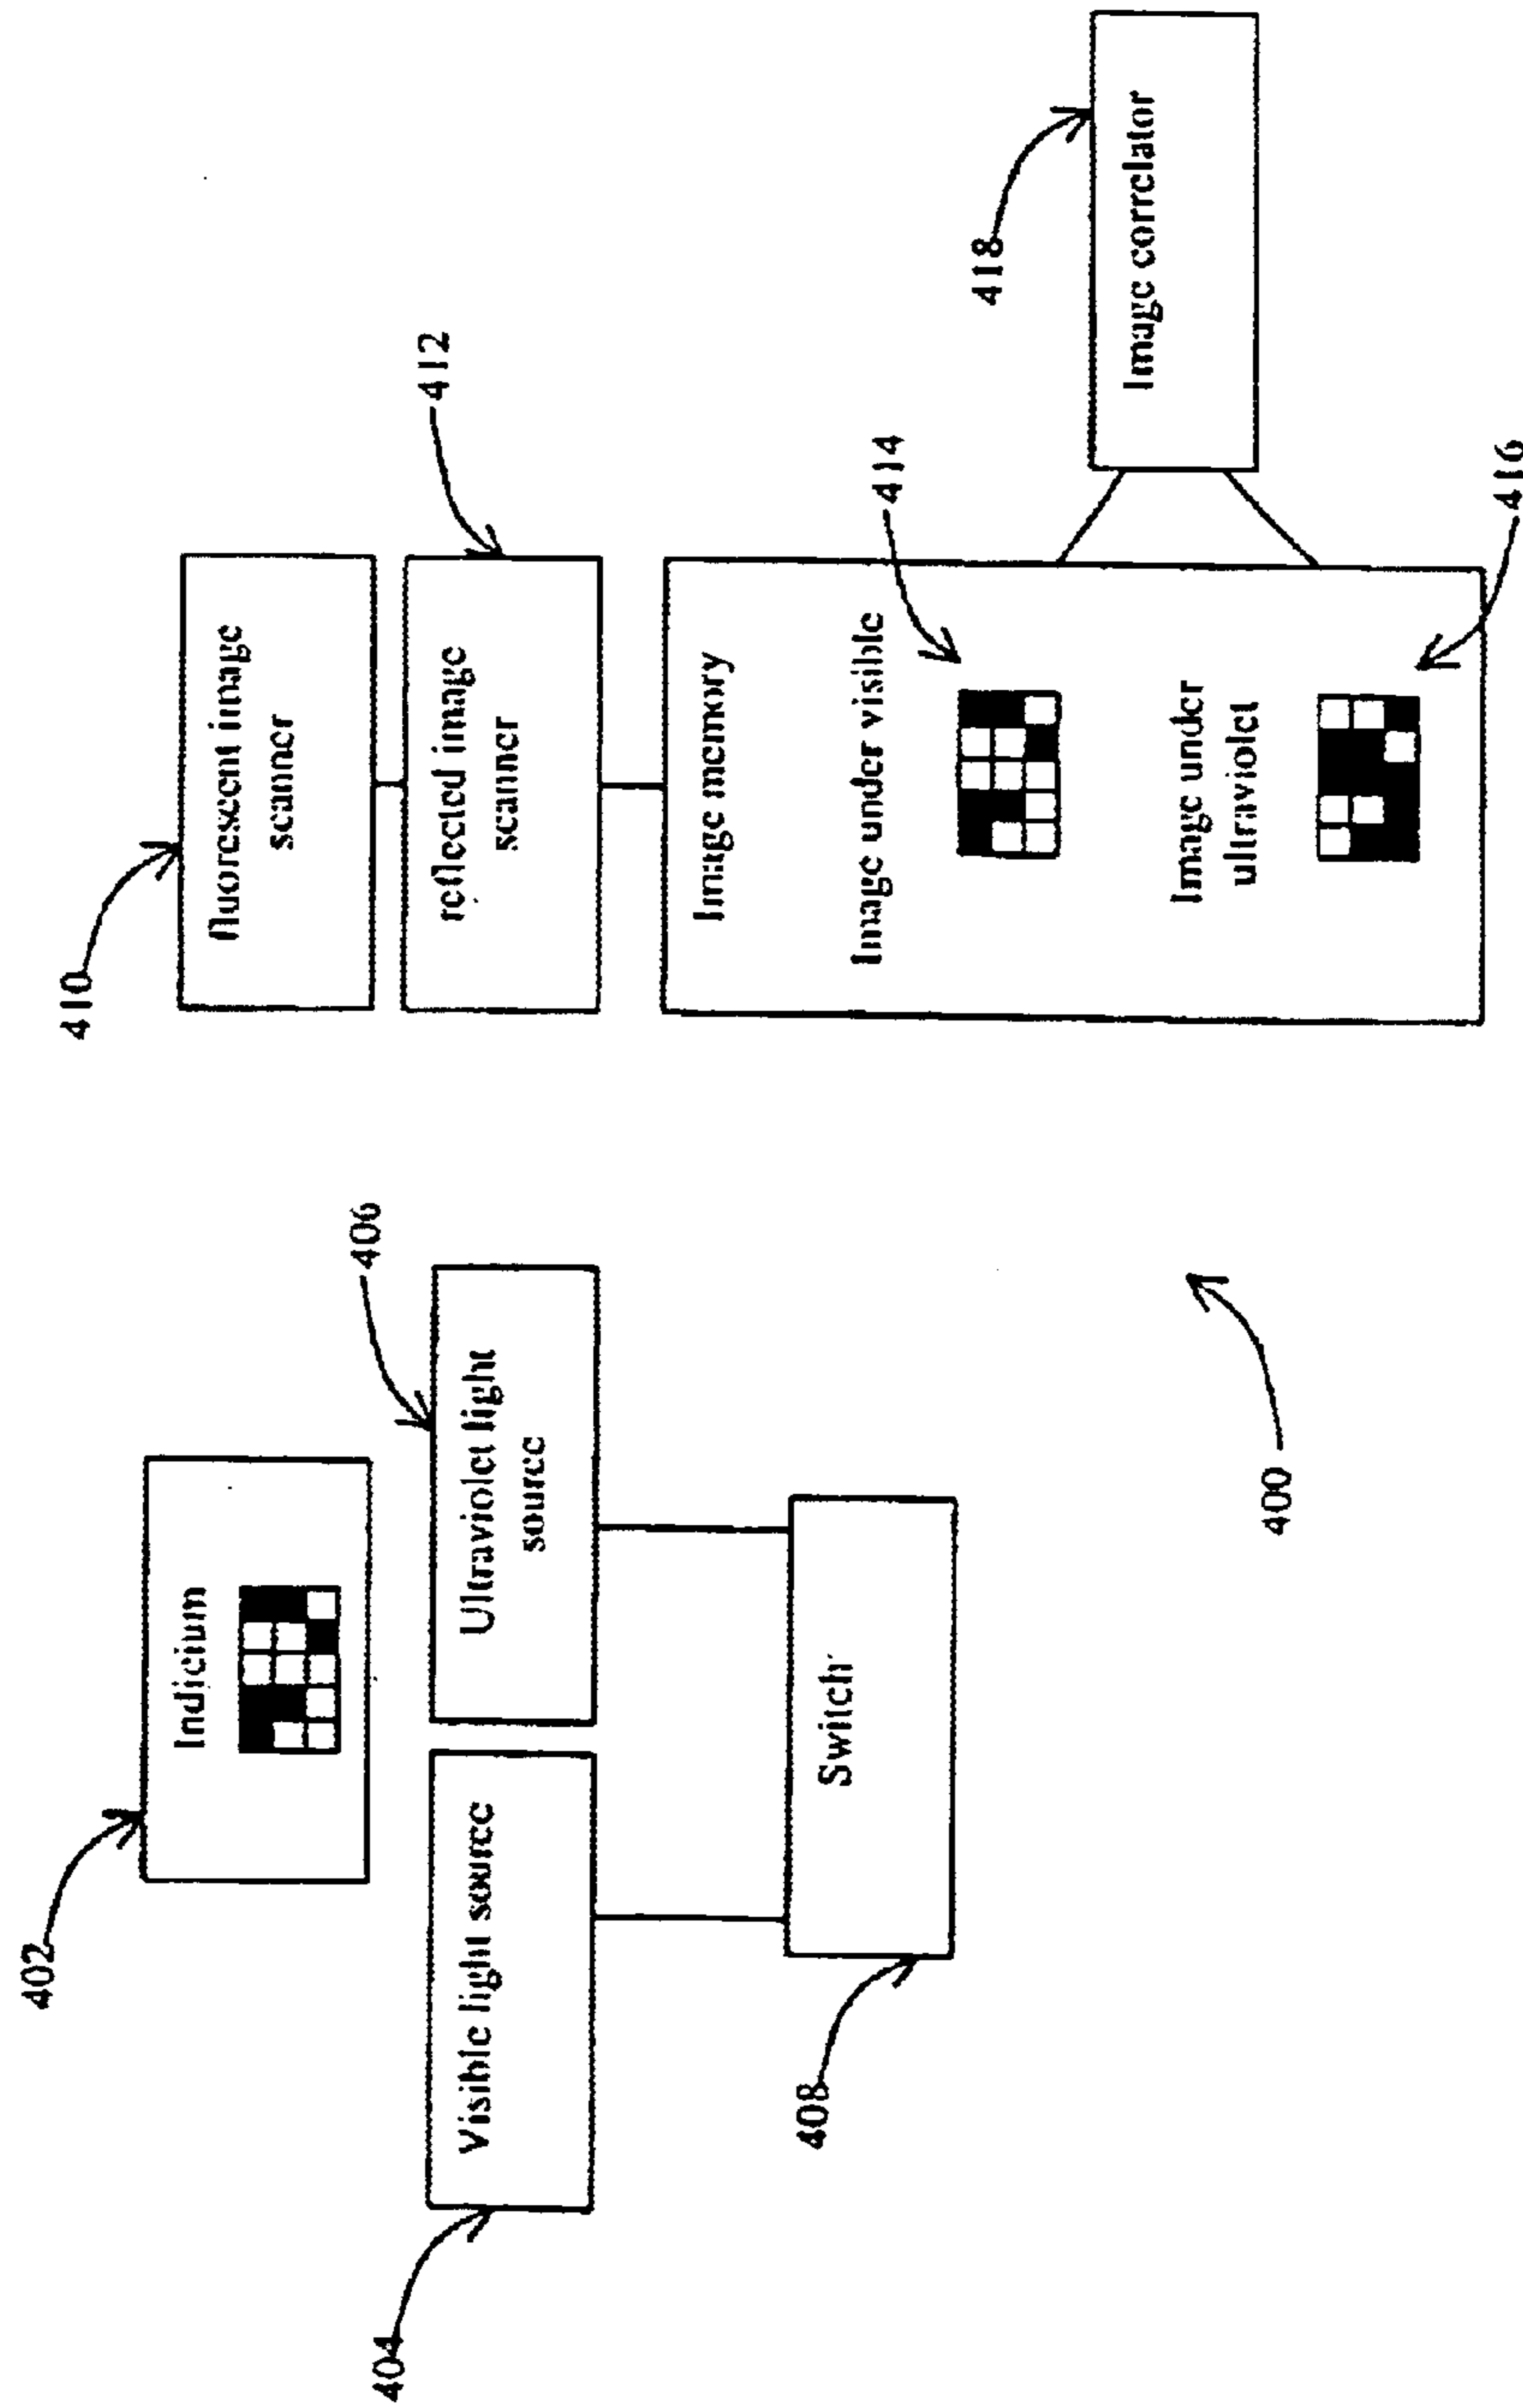 402
Indicium
404
Visible light source
406
Ultraviolet light
source
408
Switch
400
410
fluorescent image
scanner
412
reflected image
scanner
Image memory
Image under visible
414
Image under
ultraviolet
416
418
Image correlator